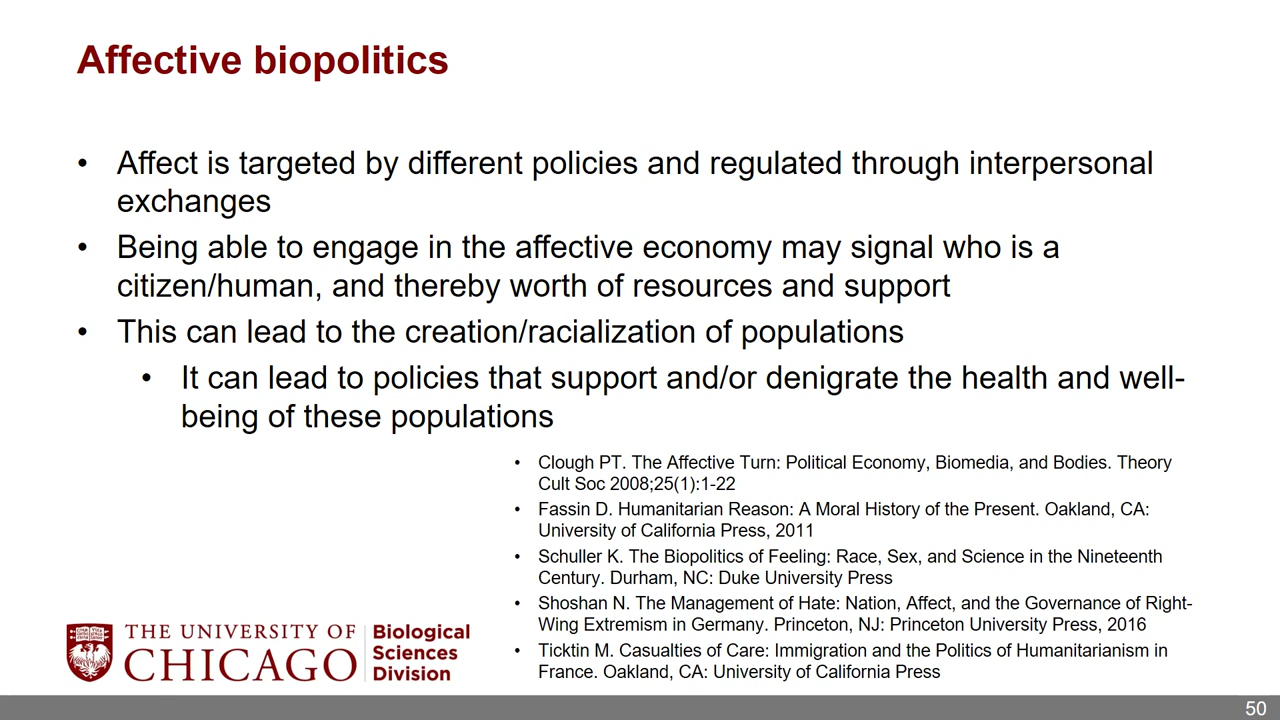 Affective biopolitics
• Affect is targeted by different policies and regulated through interpersonal
exchanges
• Being able to engage in the affective economy may signal who is a
citizen/human, and thereby worth of resources and support
• This can lead to the creation/racialization of populations
• It can lead to policies that support and/or denigrate the health and well-
being of these populations
• Clough PT. The Affective Turn: Political Economy, Biomedia, and Bodies. Theory
Cult Soc 2008;25(1):1-22
• Fassin D. Humanitarian Reason: A Moral History of the Present. Oakland, CA:
University of California Press, 2011
• Schuller K. The Biopolitics of Feeling: Race, Sex, and Science in the Nineteenth
Century. Durham, NC: Duke University Press
• Shoshan N. The Management of Hate: Nation, Affect, and the Governance of Right-
Wing Extremism in Germany. Princeton, NJ: Princeton University Press, 2016
• Ticktin M. Casualties of Care: Immigration and the Politics of Humanitarianism in
France. Oakland, CA: University of California Press
THE UNIVERSITY OF
CHICAGO
Biological
Sciences
Division
50